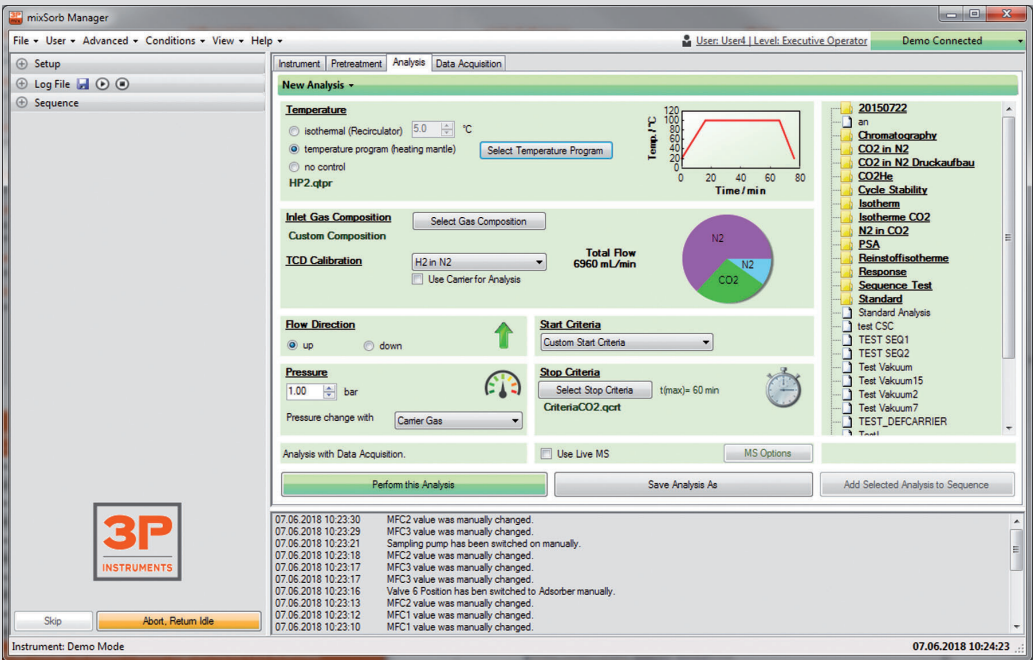 mixSorb Manager
File User Advanced Conditions View Help User: User4 | Level: Executive Operator Demo Connected
Setup
Log File
Sequence
Instrument Pretreatment Analysis Data Acquisition
New Analysis
Temperature
isothermal (Recirculator) 5.0 °C
temperature program (heating mantle) Select Temperature Program
no control
HP2.qtpr
Temp. / °C
120
100
80
60
40
20
0
0 20 40 60 80
Time / min
Inlet Gas Composition Select Gas Composition
Custom Composition
TCD Calibration H2 in N2
Use Carrier for Analysis
Total Flow
6960 mL/min
N2
N2
CO2
Flow Direction
up down
Start Criteria
Custom Start Criteria
Pressure
1.00 bar
Pressure change with Carrier Gas
Stop Criteria
Select Stop Criteria t(max)= 60 min
CriteriaCO2.qcrt
Analysis with Data Acquisition.
Use Live MS MS Options
Perfom this Analysis Save Analysis As Add Selected Analysis to Sequence
20150722
an
Chromatography
CO2 in N2
CO2 in N2 Druckaufbau
CO2He
Cycle Stability
Isotherm
Isotherme CO2
N2 in CO2
PSA
Reinstoffisotherme
Response
Sequence Test
Standard
Standard Analysis
test CSC
TEST SEQ1
TEST SEQ2
Test Vakuum
Test Vakuum15
Test Vakuum2
Test Vakuum7
TEST_DEFCARRIER
3P
INSTRUMENTS
Skip Abort, Return Idle
07.06.2018 10:23:30 MFC2 value was manually changed.
07.06.2018 10:23:29 MFC3 value was manually changed.
07.06.2018 10:23:21 Sampling pump has been switched on manually.
07.06.2018 10:23:18 MFC2 value was manually changed.
07.06.2018 10:23:17 MFC3 value was manually changed.
07.06.2018 10:23:17 MFC3 value was manually changed.
07.06.2018 10:23:16 Valve 6 Position has ben switched to Adsorber manually.
07.06.2018 10:23:13 MFC2 value was manually changed.
07.06.2018 10:23:12 MFC1 value was manually changed.
07.06.2018 10:23:10 MFC1 value was manually changed.
Instrument: Demo Mode 07.06.2018 10:24:23